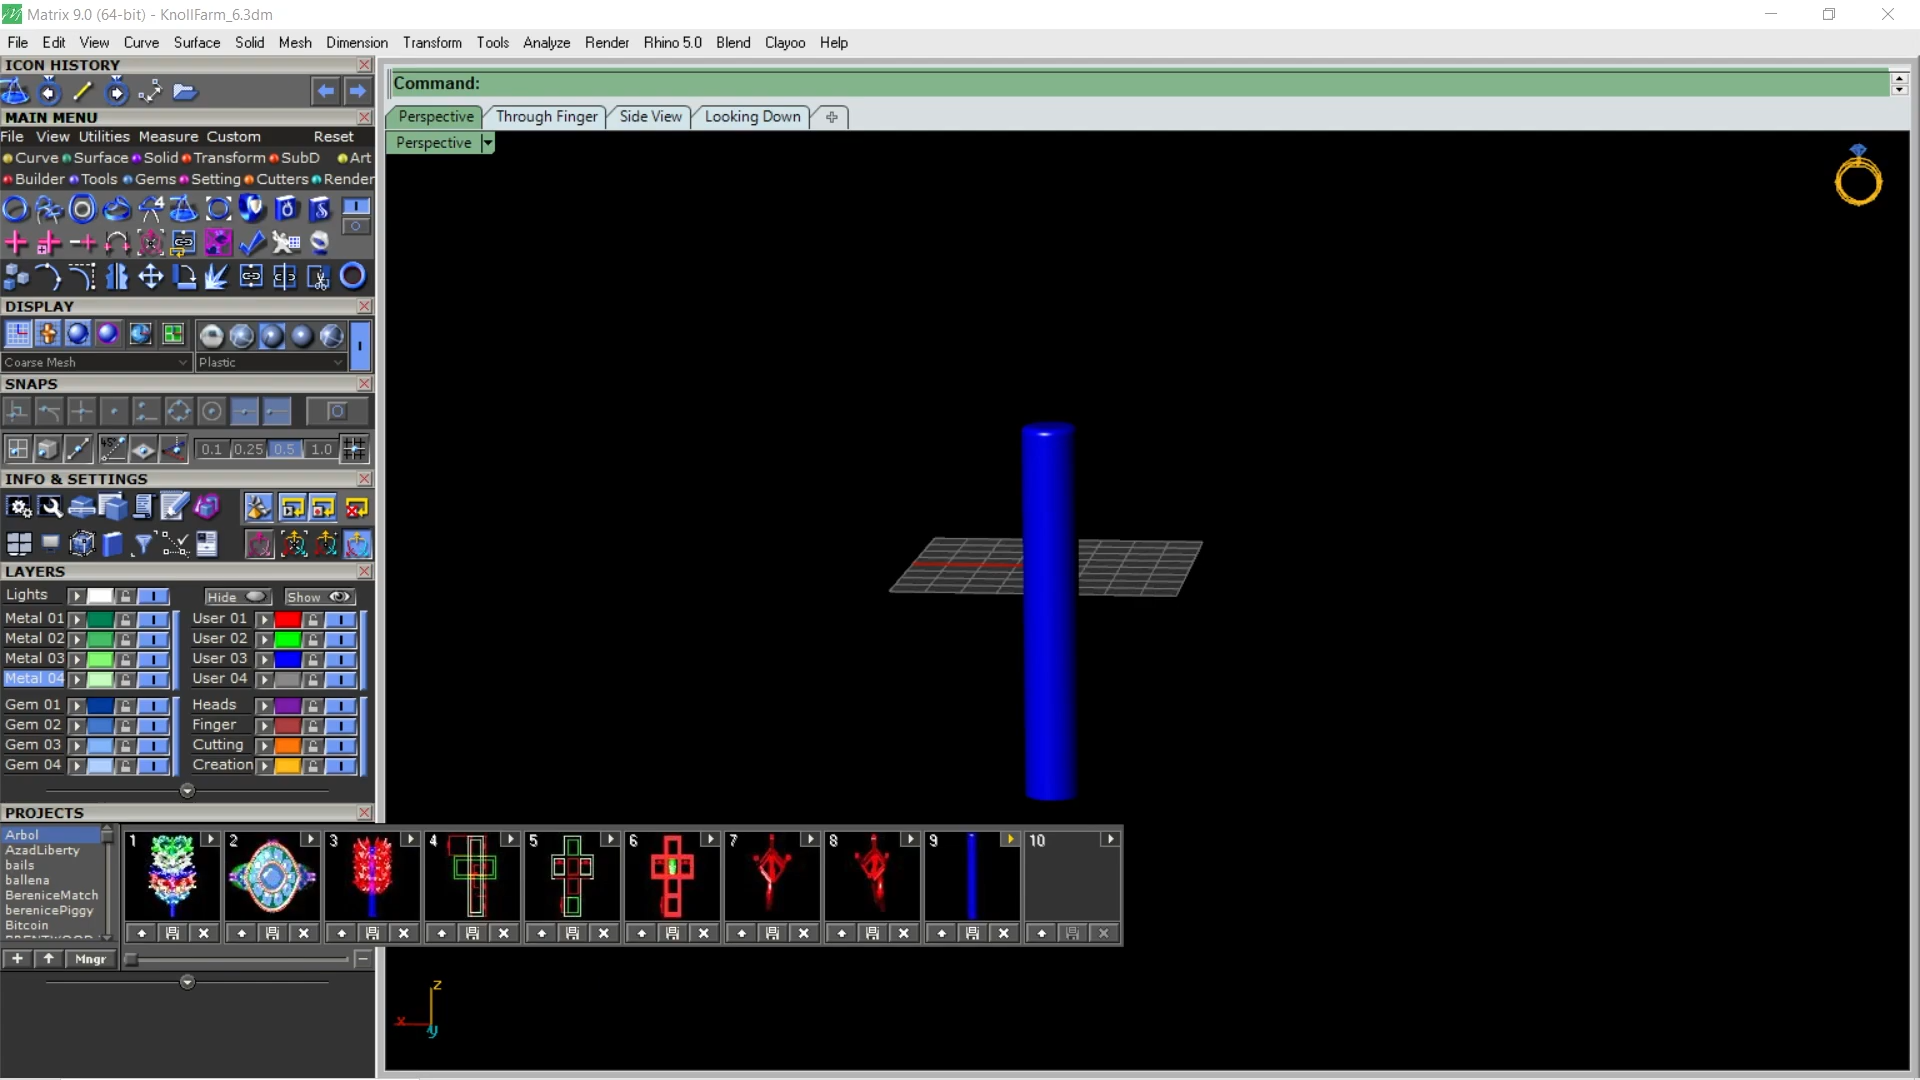 Matrix 9.0 (64-bit) - KnollFarm_6.3dm
File Edit View Curve Surface Solid Mesh Dimension Transform Tools Analyze Render Rhino 5.0 Blend Clayoo Help
ICON HISTORY
Command:
MAIN MENU
Perspective Through Finger Side View Looking Down
File View Utilities Measure Custom Reset
Perspective
Curve Surface Solid Transform SubD Art
Builder Tools Gems Setting Cutters Render
DISPLAY
Coarse Mesh Plastic
SNAPS
45°
0.1 0.25 0.5 1.0
INFO & SETTINGS
LAYERS
Lights Hide Show
Metal 01 User 01
Metal 02 User 02
Metal 03 User 03
Metal 04 User 04
Gem 01 Heads
Gem 02 Finger
Gem 03 Cutting
Gem 04 Creation
PROJECTS
Arbol
AzadLiberty
bails
ballena
BereniceMatch
berenicePiggy
Bitcoin
1 2 3 4 5 6 7 8 9 10
Mngr
z
x
y